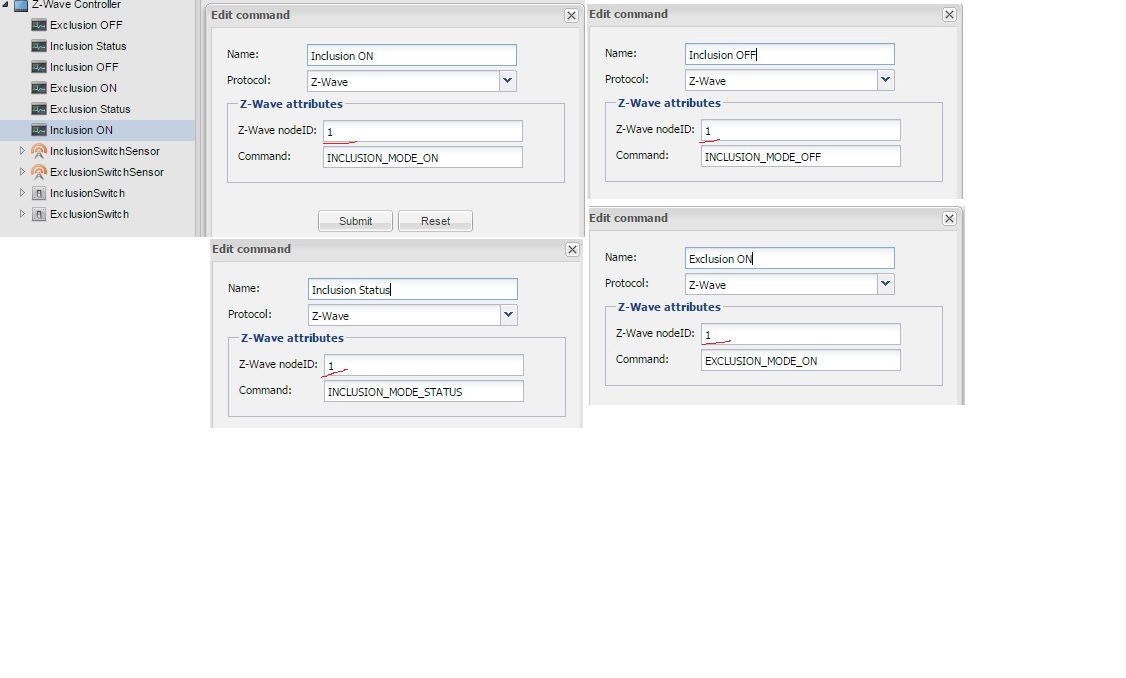 Z-Wave Controller
Exclusion OFF
Inclusion Status
Inclusion OFF
Exclusion ON
Exclusion Status
Inclusion ON
InclusionSwitchSensor
ExclusionSwitchSensor
InclusionSwitch
ExclusionSwitch
Edit command
Name: Inclusion ON
Protocol: Z-Wave
Z-Wave attributes
Z-Wave nodeID: 1
Command: INCLUSION_MODE_ON
Submit Reset
Edit command
Name: Inclusion OFF
Protocol: Z-Wave
Z-Wave attributes
Z-Wave nodeID: 1
Command: INCLUSION_MODE_OFF
Edit command
Name: Inclusion Status
Protocol: Z-Wave
Z-Wave attributes
Z-Wave nodeID: 1
Command: INCLUSION_MODE_STATUS
Edit command
Name: Exclusion ON
Protocol: Z-Wave
Z-Wave attributes
Z-Wave nodeID: 1
Command: EXCLUSION_MODE_ON